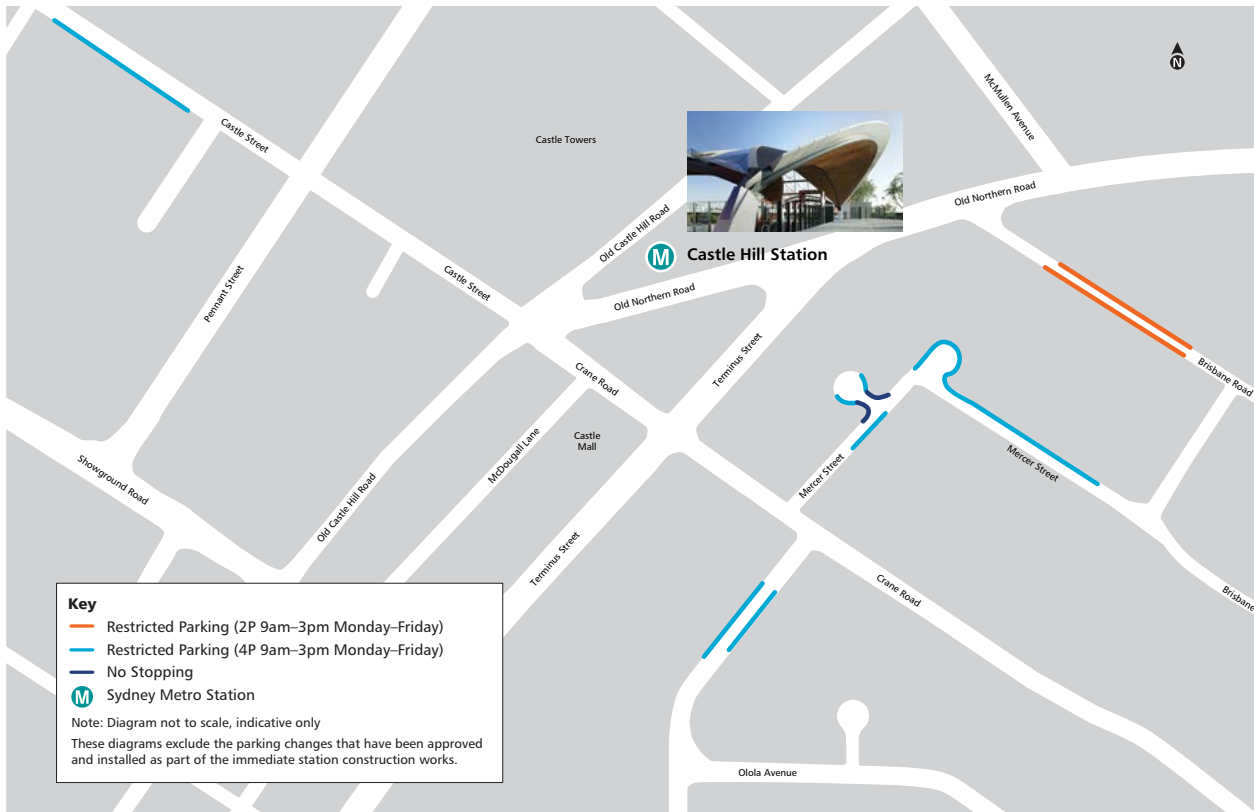 N
McMullen Avenue
Castle Street
Castle Towers
Old Northern Road
Old Castle Hill Road
M Castle Hill Station
Pennant Street
Castle Street
Old Northern Road
Terminus Street
Brisbane Road
Crane Road
Castle
Mall
McDougall Lane
Mercer Street
Mercer Street
Showground Road
Old Castle Hill Road
Terminus Street
Crane Road
Brisbane
Key
Restricted Parking (2P 9am–3pm Monday–Friday)
Restricted Parking (4P 9am–3pm Monday–Friday)
No Stopping
M Sydney Metro Station
Note: Diagram not to scale, indicative only
These diagrams exclude the parking changes that have been approved
and installed as part of the immediate station construction works.
Olola Avenue